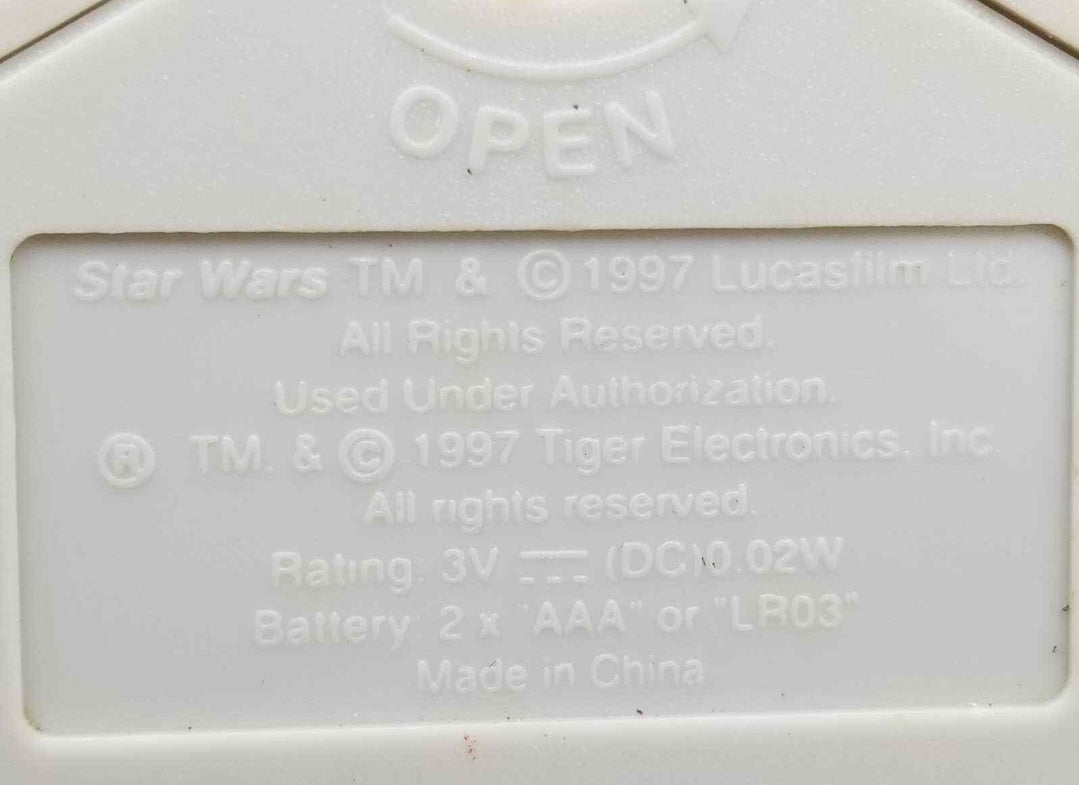 OPEN
Star Wars TM & © 1997 Lucasfilm Ltd.
All Rights Reserved.
Used Under Authorization.
® TM. & © 1997 Tiger Electronics, Inc.
All rights reserved.
Rating: 3V ⎓ (DC) 0.02W
Battery: 2 x "AAA" or "LR03"
Made in China